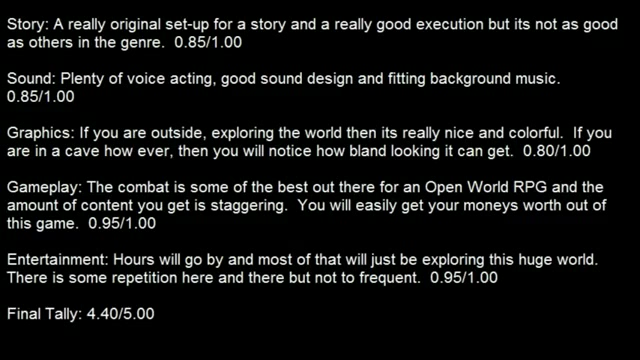 Story: A really original set-up for a story and a really good execution but its not as good
as others in the genre. 0.85/1.00
Sound: Plenty of voice acting, good sound design and fitting background music.
0.85/1.00
Graphics: If you are outside, exploring the world then its really nice and colorful. If you
are in a cave how ever, then you will notice how bland looking it can get. 0.80/1.00
Gameplay: The combat is some of the best out there for an Open World RPG and the
amount of content you get is staggering. You will easily get your moneys worth out of
this game. 0.95/1.00
Entertainment: Hours will go by and most of that will just be exploring this huge world.
There is some repetition here and there but not to frequent. 0.95/1.00
Final Tally: 4.40/5.00